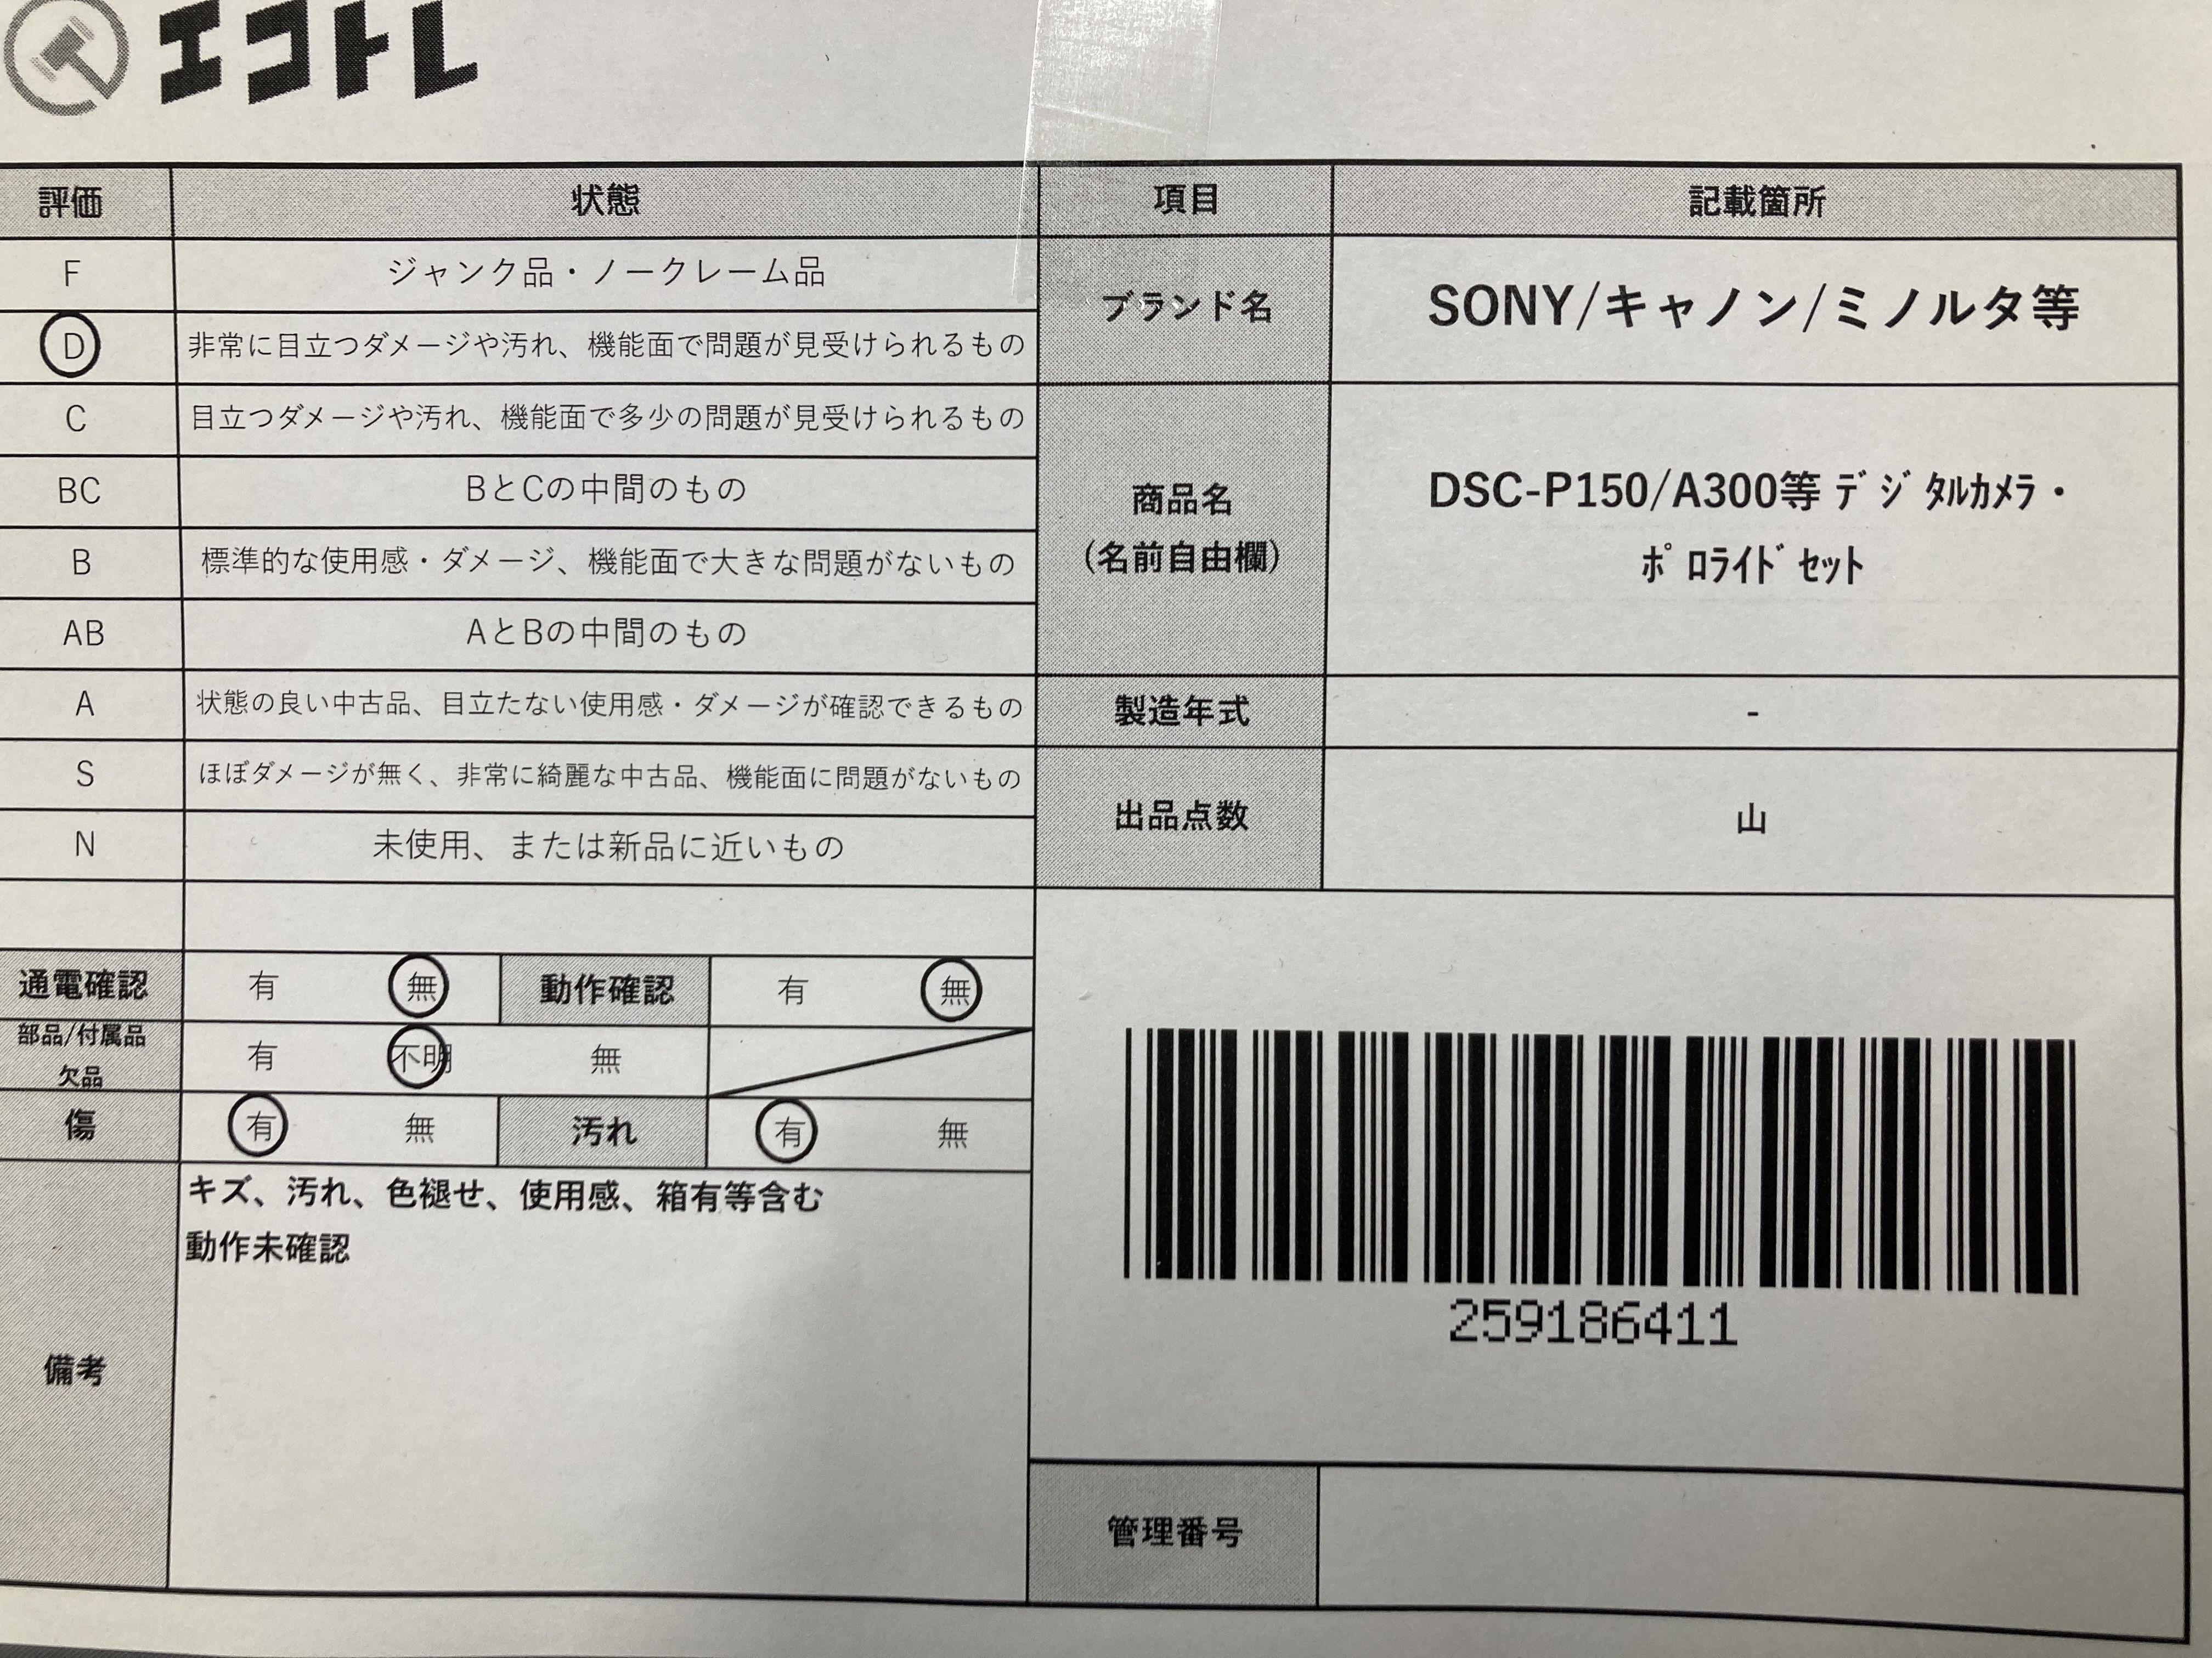 エコトレ
評価 状態 項目 記載箇所
F ジャンク品・ノークレーム品
ブランド名 SONY/キャノン/ミノルタ等
D 非常に目立つダメージや汚れ、機能面で問題が見受けられるもの
C 目立つダメージや汚れ、機能面で多少の問題が見受けられるもの
BC BとCの中間のもの
商品名
(名前自由欄)
DSC-P150/A300等 ﾃﾞｼﾞﾀﾙｶﾒﾗ・
ﾎﾟﾛﾗｲﾄﾞｾｯﾄ
B 標準的な使用感・ダメージ、機能面で大きな問題がないもの
AB AとBの中間のもの
A 状態の良い中古品、目立たない使用感・ダメージが確認できるもの
製造年式 -
S ほぼダメージが無く、非常に綺麗な中古品、機能面に問題がないもの
出品点数 山
N 未使用、または新品に近いもの
通電確認 有 無 動作確認 有 無
部品/付属品
欠品
有 不明 無
傷 有 無 汚れ 有 無
備考
キズ、汚れ、色褪せ、使用感、箱有等含む
動作未確認
259186411
管理番号